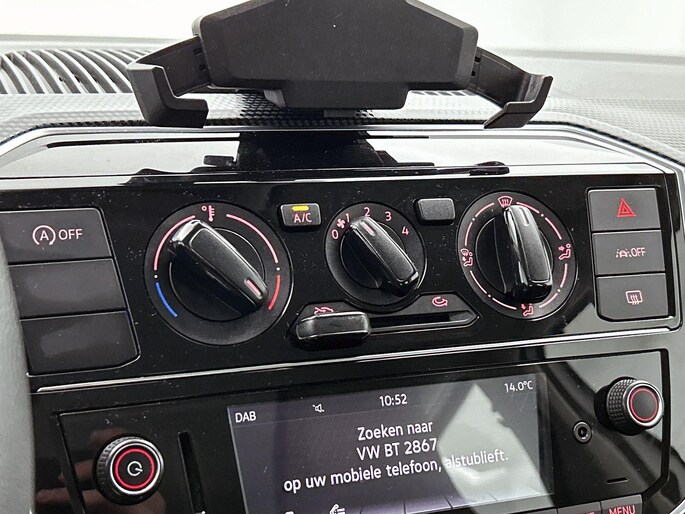 OFF
A/C
0 1 2 3 4
OFF
DAB 10:52 14.0°C
Zoeken naar
VW BT 2867
op uw mobiele telefoon, alstublieft.
MENU